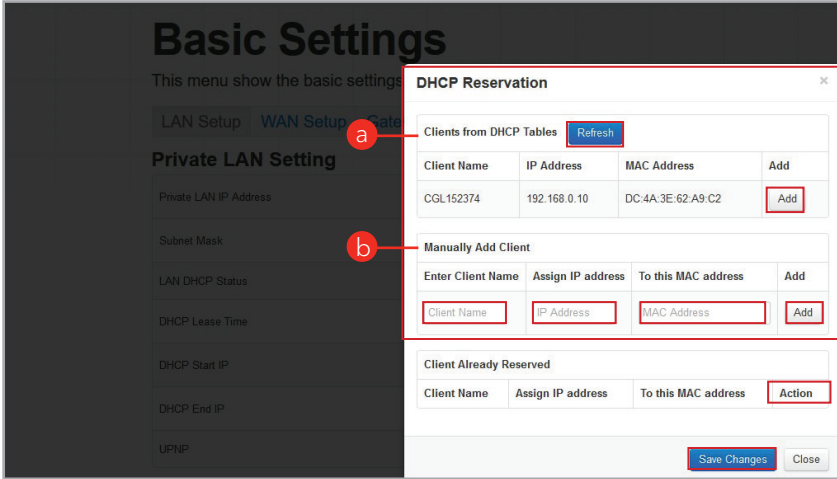 Basic Settings
This menu show the basic settings
LAN Setup WAN Setup Gate
Private LAN Setting
Private LAN IP Address
Subnet Mask
LAN DHCP Status
DHCP Lease Time
DHCP Start IP
DHCP End IP
UPNP
DHCP Reservation ×
a
Clients from DHCP Tables Refresh
Client Name IP Address MAC Address Add
CGL152374 192.168.0.10 DC:4A:3E:62:A9:C2 Add
b
Manually Add Client
Enter Client Name Assign IP address To this MAC address Add
Client Name IP Address MAC Address Add
Client Already Reserved
Client Name Assign IP address To this MAC address Action
Save Changes Close